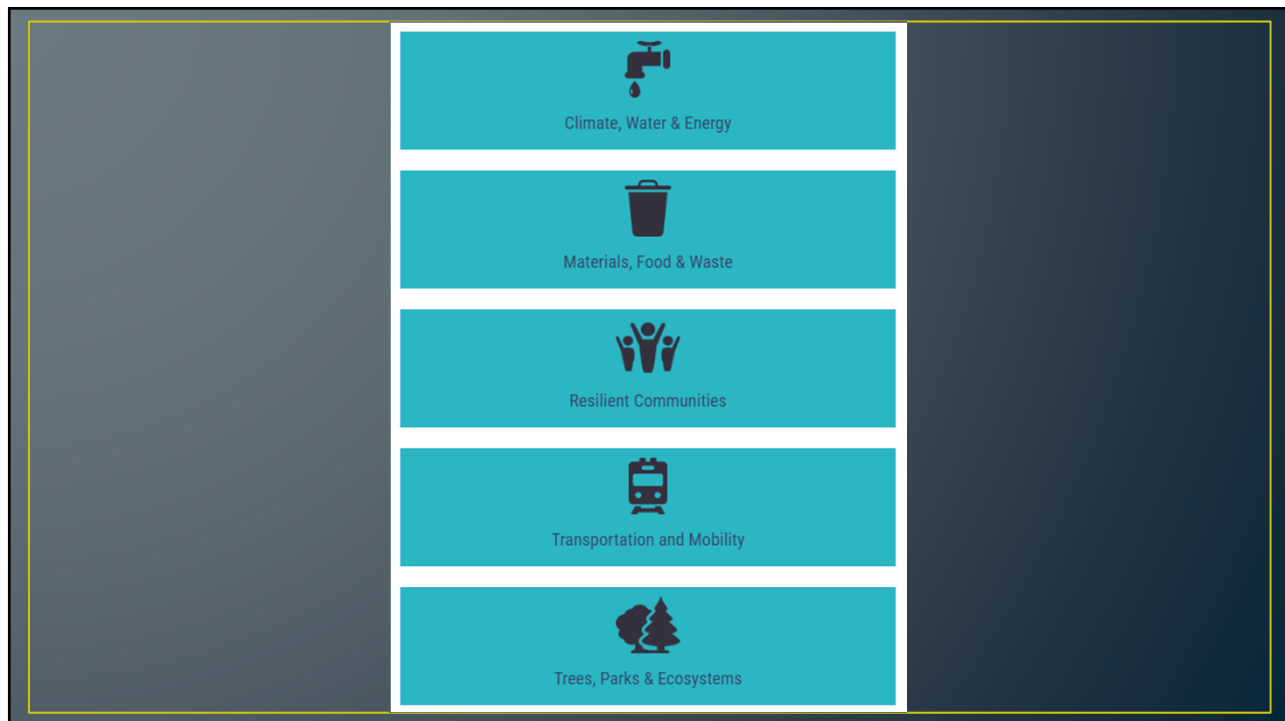 Climate, Water & Energy
Materials, Food & Waste
Resilient Communities
Transportation and Mobility
Trees, Parks & Ecosystems